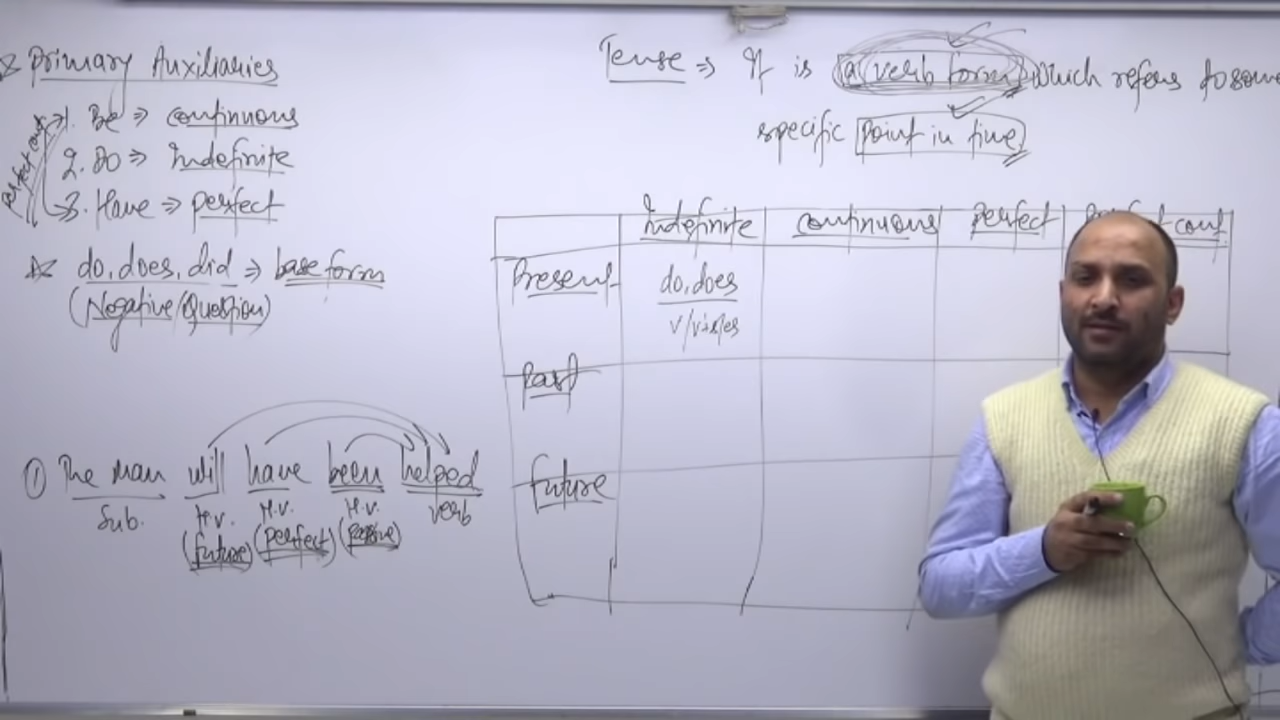 Primary Auxiliaries
1. Be ⇒ continuous
2. Do ⇒ Indefinite
3. Have ⇒ perfect
perfect cont
do, does, did ⇒ base form
(Negative/Question)
① The man will have been helped
Sub. H.V. H.V. H.V. verb
(future) (perfect) (passive)
Tense ⇒ It is a verb form which refers to some
specific point in time
Indefinite continuous perfect Perfect cont.
Present do, does
v/v1s/es
Past
Future